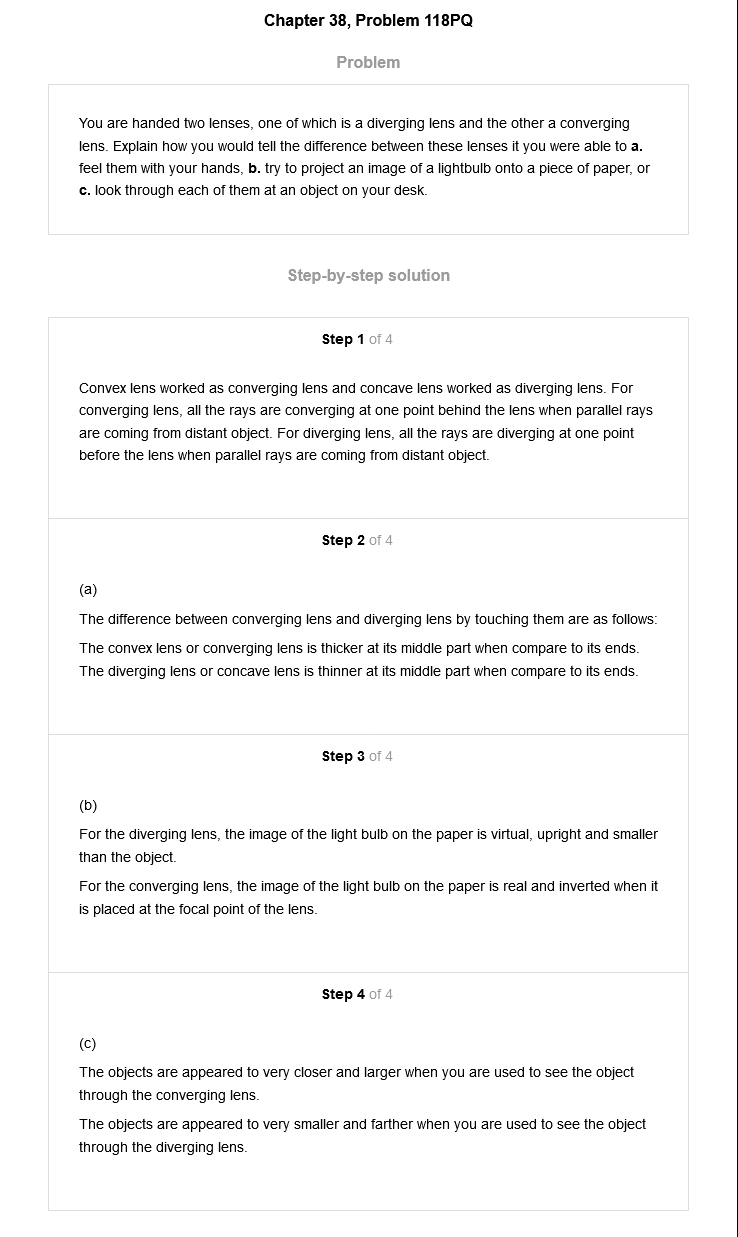 Chapter 38, Problem 118PQ
Problem
You are handed two lenses, one of which is a diverging lens and the other a converging
lens. Explain how you would tell the difference between these lenses it you were able to a.
feel them with your hands, b. try to project an image of a lightbulb onto a piece of paper, or
c. look through each of them at an object on your desk.
Step-by-step solution
Step 1 of 4
Convex lens worked as converging lens and concave lens worked as diverging lens. For
converging lens, all the rays are converging at one point behind the lens when parallel rays
are coming from distant object. For diverging lens, all the rays are diverging at one point
before the lens when parallel rays are coming from distant object.
Step 2 of 4
(a)
The difference between converging lens and diverging lens by touching them are as follows:
The convex lens or converging lens is thicker at its middle part when compare to its ends.
The diverging lens or concave lens is thinner at its middle part when compare to its ends.
Step 3 of 4
(b)
For the diverging lens, the image of the light bulb on the paper is virtual, upright and smaller
than the object.
For the converging lens, the image of the light bulb on the paper is real and inverted when it
is placed at the focal point of the lens.
Step 4 of 4
(c)
The objects are appeared to very closer and larger when you are used to see the object
through the converging lens.
The objects are appeared to very smaller and farther when you are used to see the object
through the diverging lens.